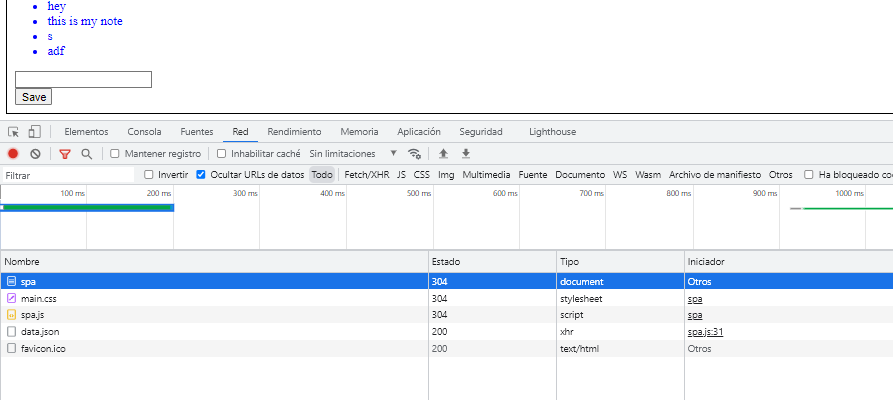 hey
this is my note
s
adf
Save
Elementos Consola Fuentes Red Rendimiento Memoria Aplicación Seguridad Lighthouse
Mantener registro Inhabilitar caché Sin limitaciones
Filtrar Invertir Ocultar URLs de datos Todo Fetch/XHR JS CSS Img Multimedia Fuente Documento WS Wasm Archivo de manifiesto Otros Ha bloqueado coo
100 ms 200 ms 300 ms 400 ms 500 ms 600 ms 700 ms 800 ms 900 ms 1000 ms
Nombre Estado Tipo Iniciador
spa 304 document Otros
main.css 304 stylesheet spa
spa.js 304 script spa
data.json 200 xhr spa.js:31
favicon.ico 200 text/html Otros